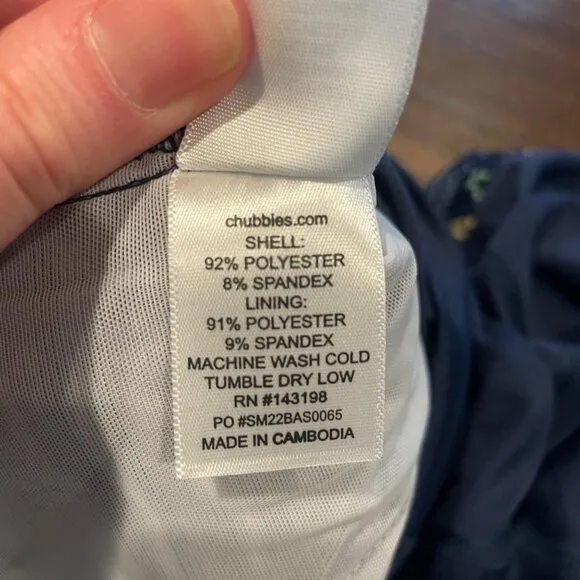 chubbies.com
SHELL:
92% POLYESTER
8% SPANDEX
LINING:
91% POLYESTER
9% SPANDEX
MACHINE WASH COLD
TUMBLE DRY LOW
RN #143198
PO #SM22BAS0065
MADE IN CAMBODIA